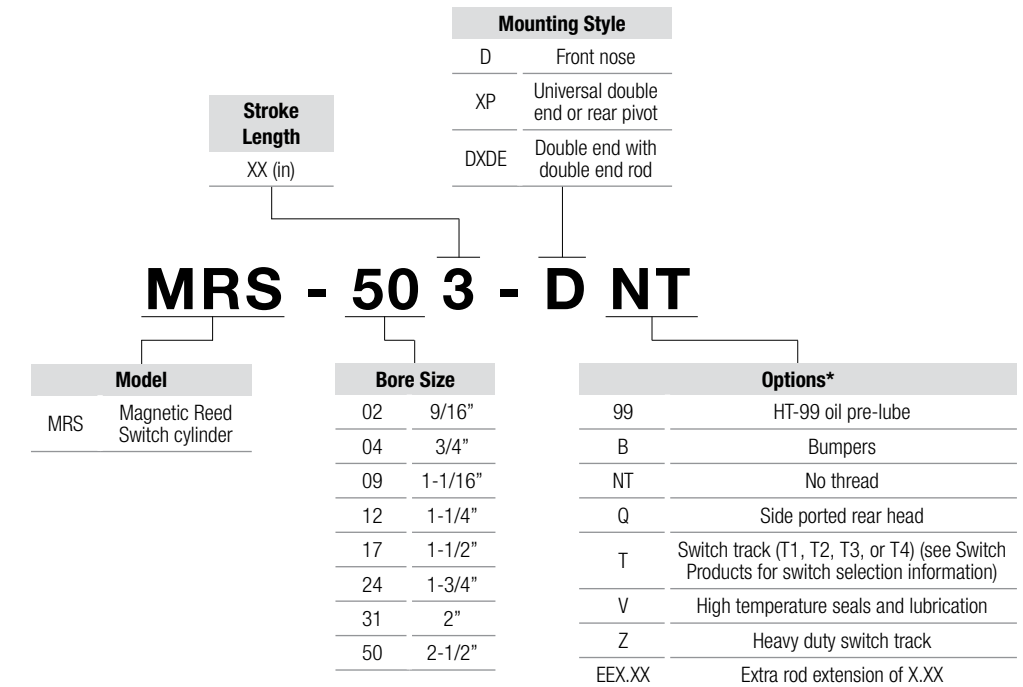 Mounting Style
D Front nose
XP Universal double
end or rear pivot
DXDE Double end with
double end rod
Stroke
Length
XX (in)
MRS - 50 3 - D NT
Model
MRS Magnetic Reed
Switch cylinder
Bore Size
02 9/16”
04 3/4”
09 1-1/16”
12 1-1/4”
17 1-1/2”
24 1-3/4”
31 2”
50 2-1/2”
Options*
99 HT-99 oil pre-lube
B Bumpers
NT No thread
Q Side ported rear head
T Switch track (T1, T2, T3, or T4) (see Switch
Products for switch selection information)
V High temperature seals and lubrication
Z Heavy duty switch track
EEX.XX Extra rod extension of X.XX